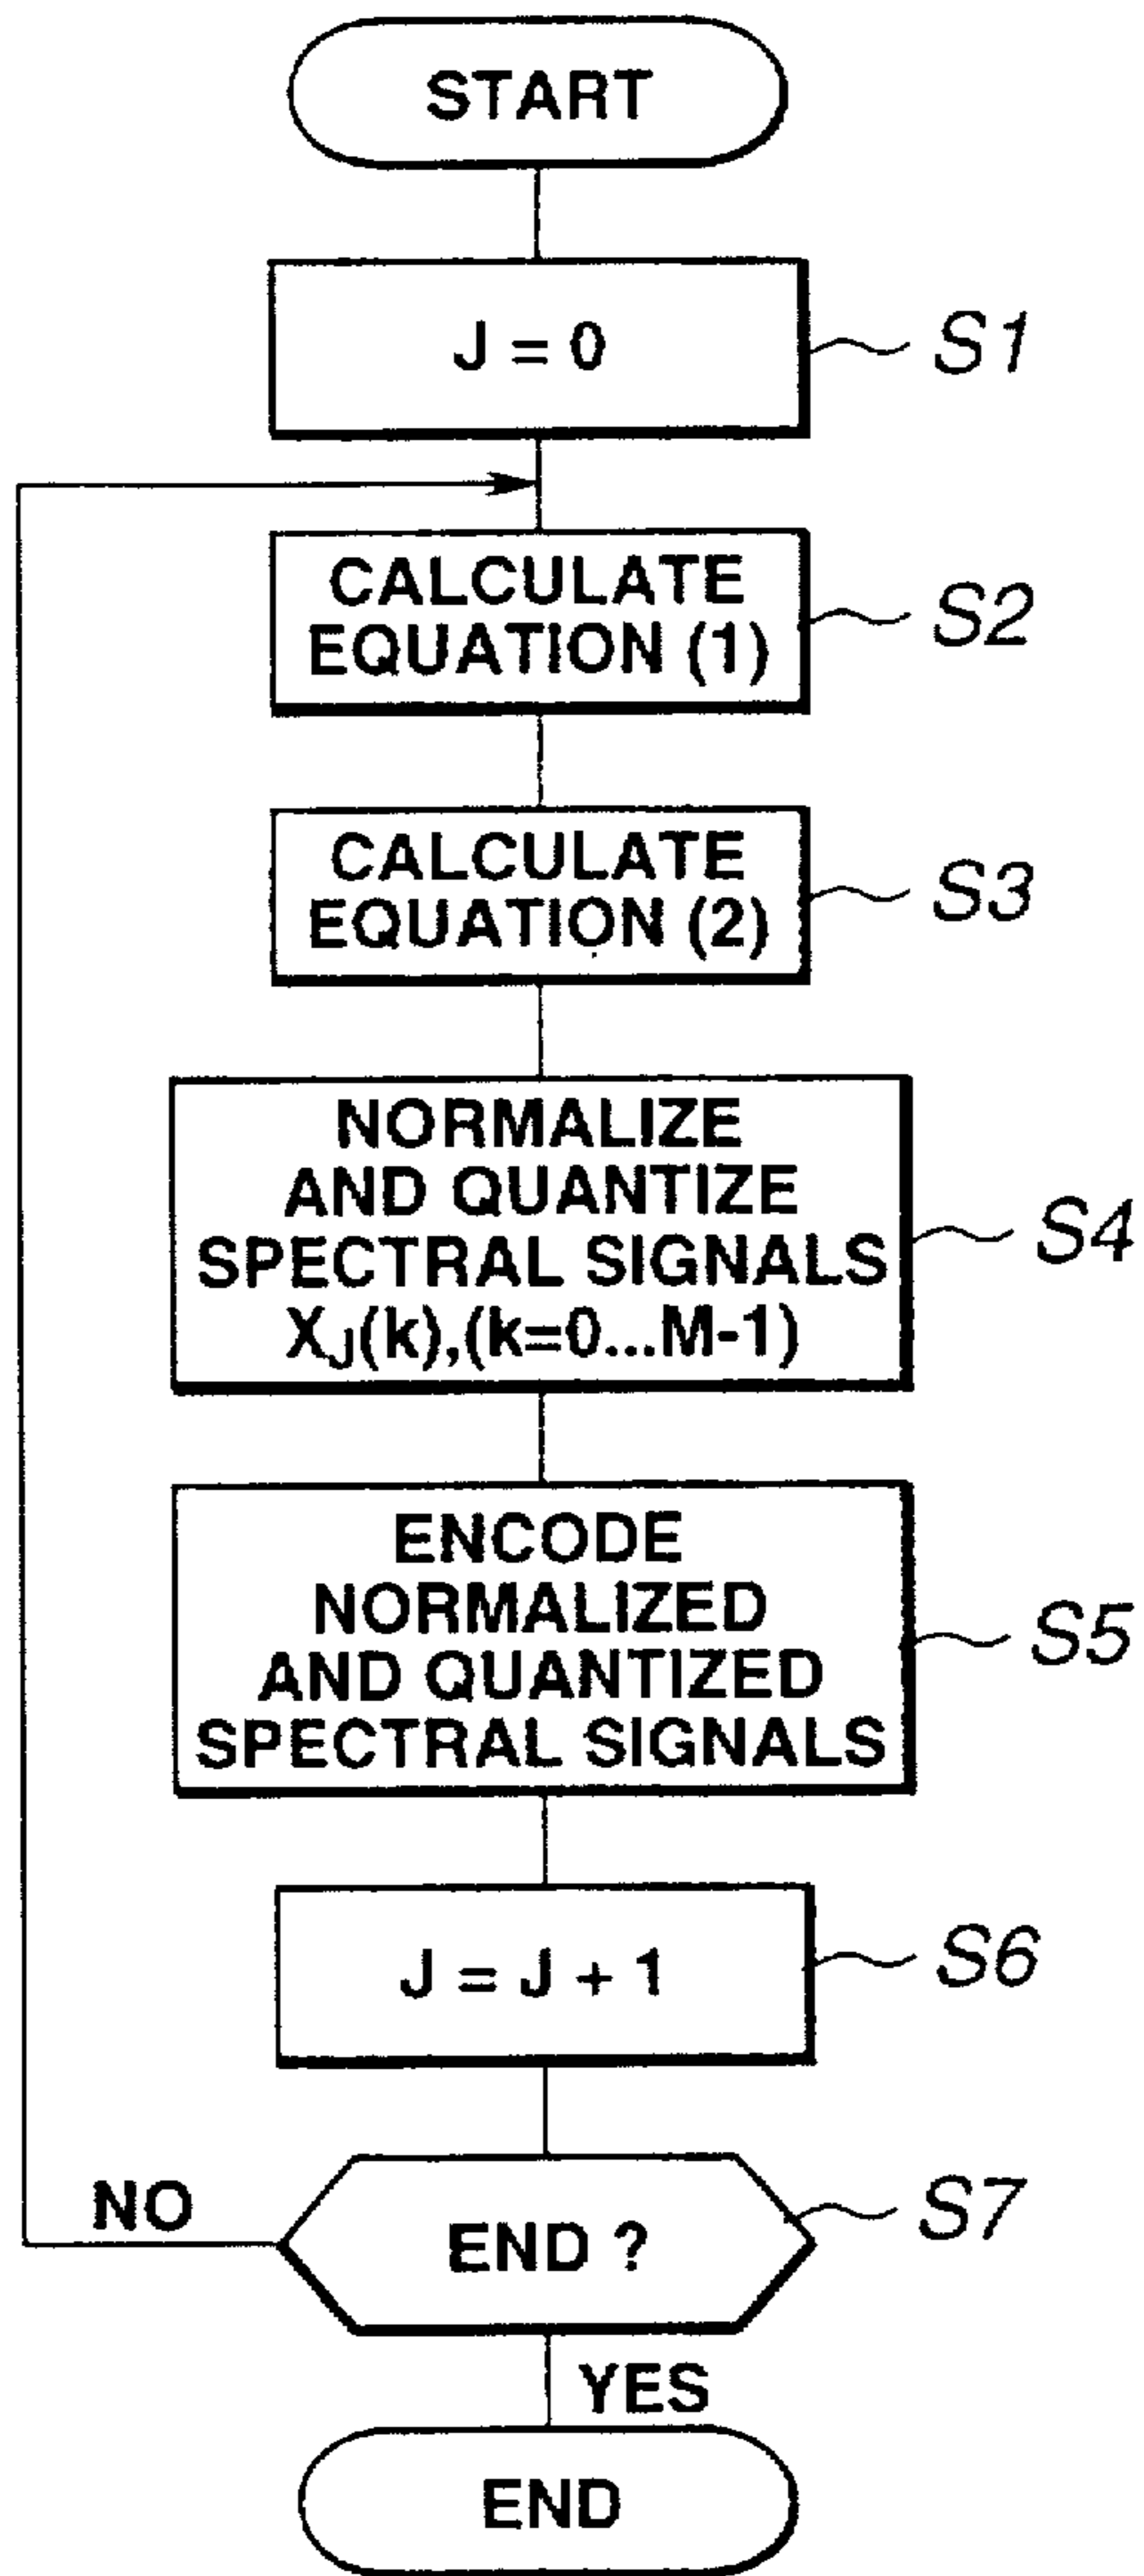 START
J = 0
S1
CALCULATE
EQUATION (1)
S2
CALCULATE
EQUATION (2)
S3
NORMALIZE
AND QUANTIZE
SPECTRAL SIGNALS
XJ(k),(k=0...M-1)
S4
ENCODE
NORMALIZED
AND QUANTIZED
SPECTRAL SIGNALS
S5
J = J + 1
S6
NO
END ?
S7
YES
END